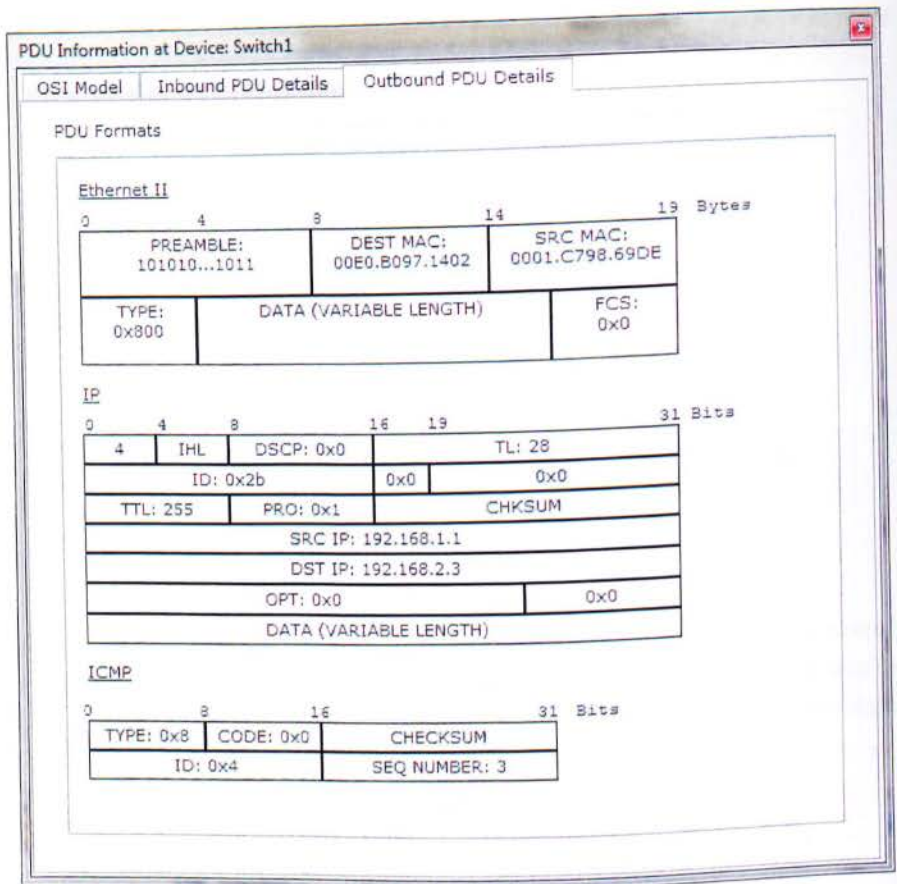 PDU Information at Device: Switch1
OSI Model Inbound PDU Details Outbound PDU Details
PDU Formats
Ethernet II
0 4 8 14 19 Bytes
PREAMBLE: DEST MAC: SRC MAC:
101010...1011 00E0.B097.1402 0001.C798.69DE
TYPE: DATA (VARIABLE LENGTH) FCS:
0x800 0x0
IP
0 4 8 16 19 31 Bits
4 IHL DSCP: 0x0 TL: 28
ID: 0x2b 0x0 0x0
TTL: 255 PRO: 0x1 CHKSUM
SRC IP: 192.168.1.1
DST IP: 192.168.2.3
OPT: 0x0 0x0
DATA (VARIABLE LENGTH)
ICMP
0 8 16 31 Bits
TYPE: 0x8 CODE: 0x0 CHECKSUM
ID: 0x4 SEQ NUMBER: 3